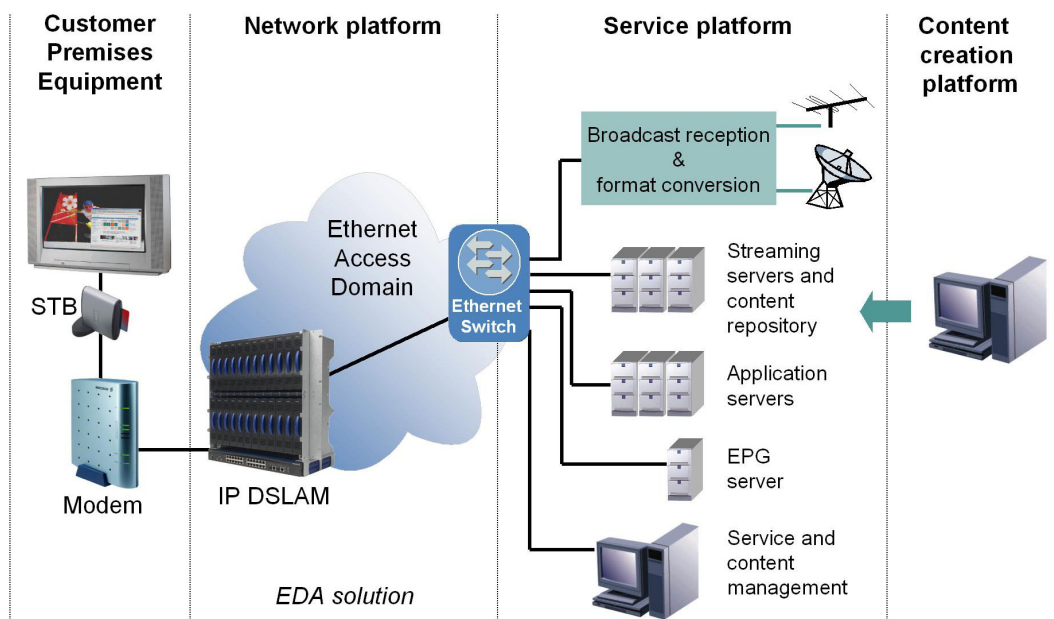 Customer
Premises
Equipment
Network platform
Service platform
Content
creation
platform
Broadcast reception
&
format conversion
Ethernet
Access
Domain
Ethernet
Switch
STB
Modem
IP DSLAM
Streaming
servers and
content
repository
Application
servers
EPG
server
Service and
content
management
EDA solution